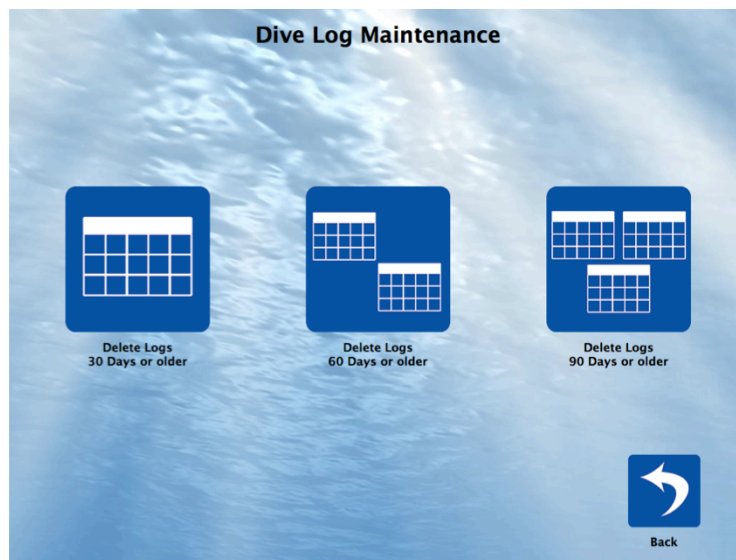 Dive Log Maintenance
Delete Logs
30 Days or older
Delete Logs
60 Days or older
Delete Logs
90 Days or older
Back